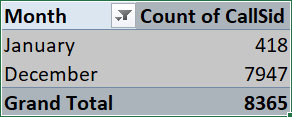 Month Count of CallSid
January 418
December 7947
Grand Total 8365